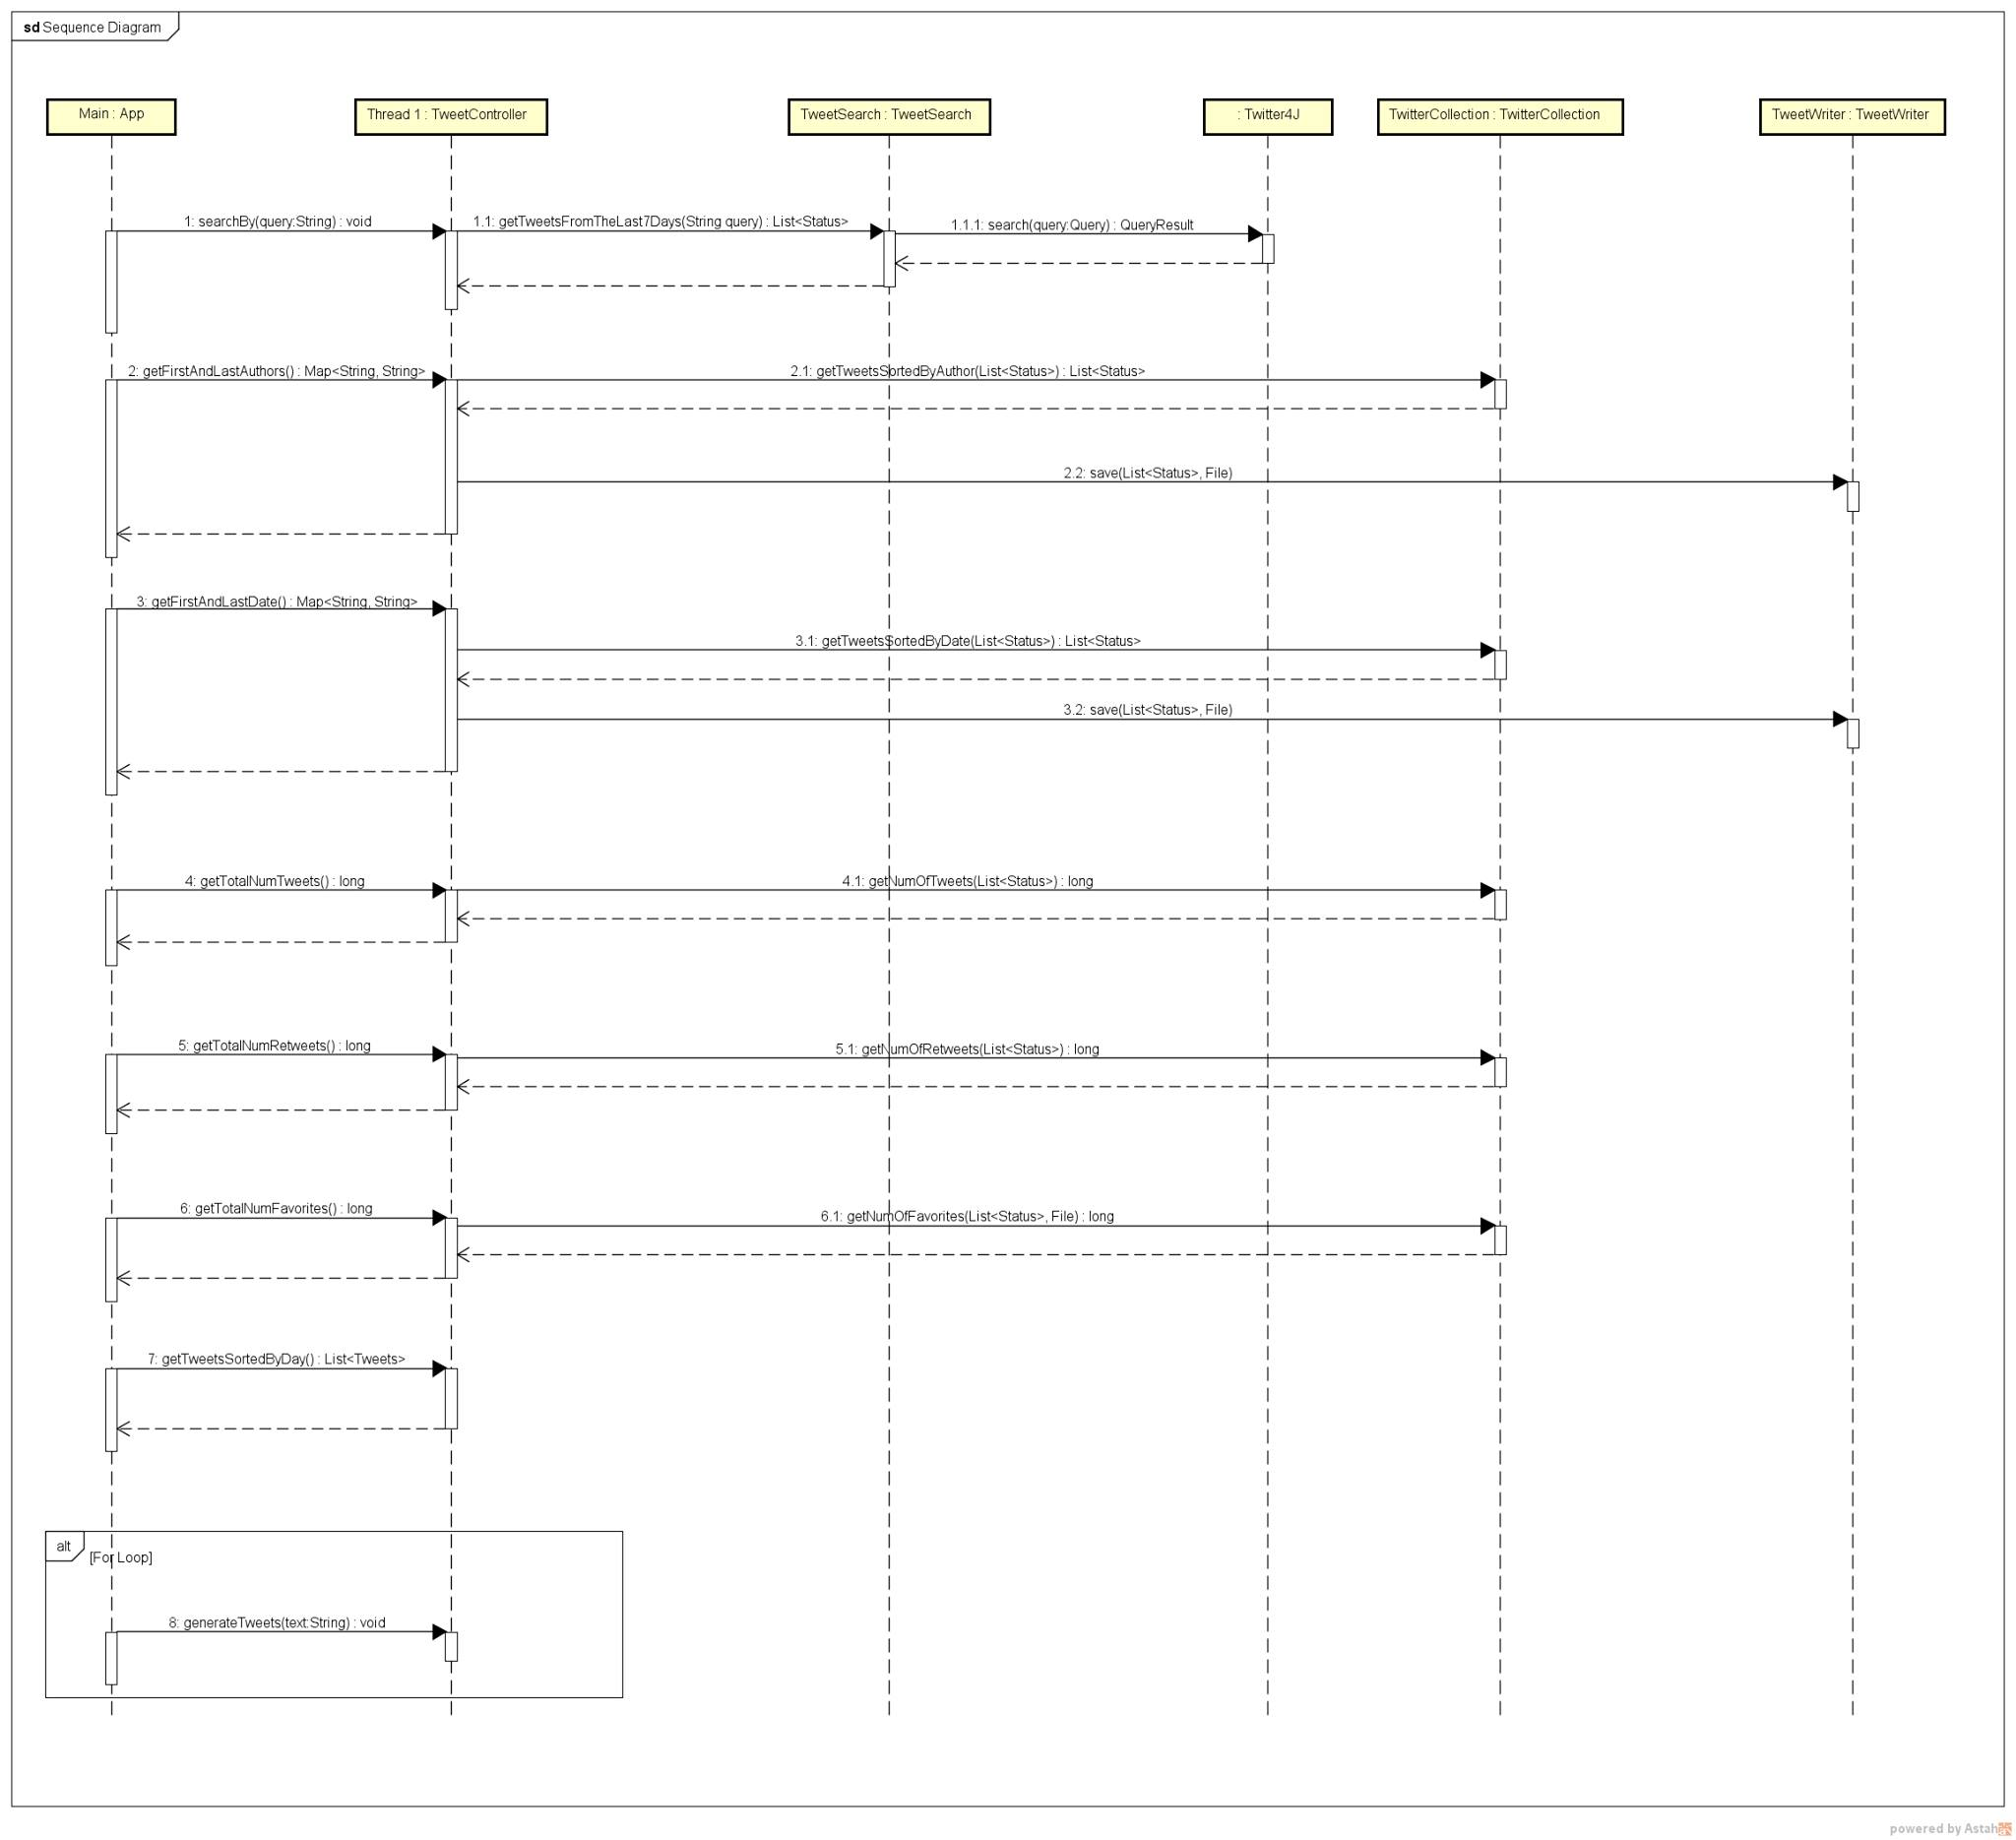 sd Sequence Diagram
Main : App
Thread 1 : TweetController
TweetSearch : TweetSearch
: Twitter4J
TwitterCollection : TwitterCollection
TweetWriter : TweetWriter
1: searchBy(query:String) : void
1.1: getTweetsFromTheLast7Days(String query) : List<Status>
1.1.1: search(query:Query) : QueryResult
2: getFirstAndLastAuthors() : Map<String, String>
2.1: getTweetsSortedByAuthor(List<Status>) : List<Status>
2.2: save(List<Status>, File)
3: getFirstAndLastDate() : Map<String, String>
3.1: getTweetsSortedByDate(List<Status>) : List<Status>
3.2: save(List<Status>, File)
4: getTotalNumTweets() : long
4.1: getNumOfTweets(List<Status>) : long
5: getTotalNumRetweets() : long
5.1: getNumOfRetweets(List<Status>) : long
6: getTotalNumFavorites() : long
6.1: getNumOfFavorites(List<Status>, File) : long
7: getTweetsSortedByDay() : List<Tweets>
alt
[For Loop]
8: generateTweets(text:String) : void
powered by Astah